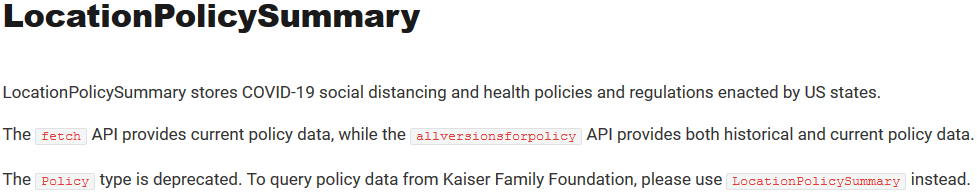 LocationPolicySummary
LocationPolicySummary stores COVID-19 social distancing and health policies and regulations enacted by US states.
The fetch API provides current policy data, while the allversionsforpolicy API provides both historical and current policy data.
The Policy type is deprecated. To query policy data from Kaiser Family Foundation, please use LocationPolicySummary instead.